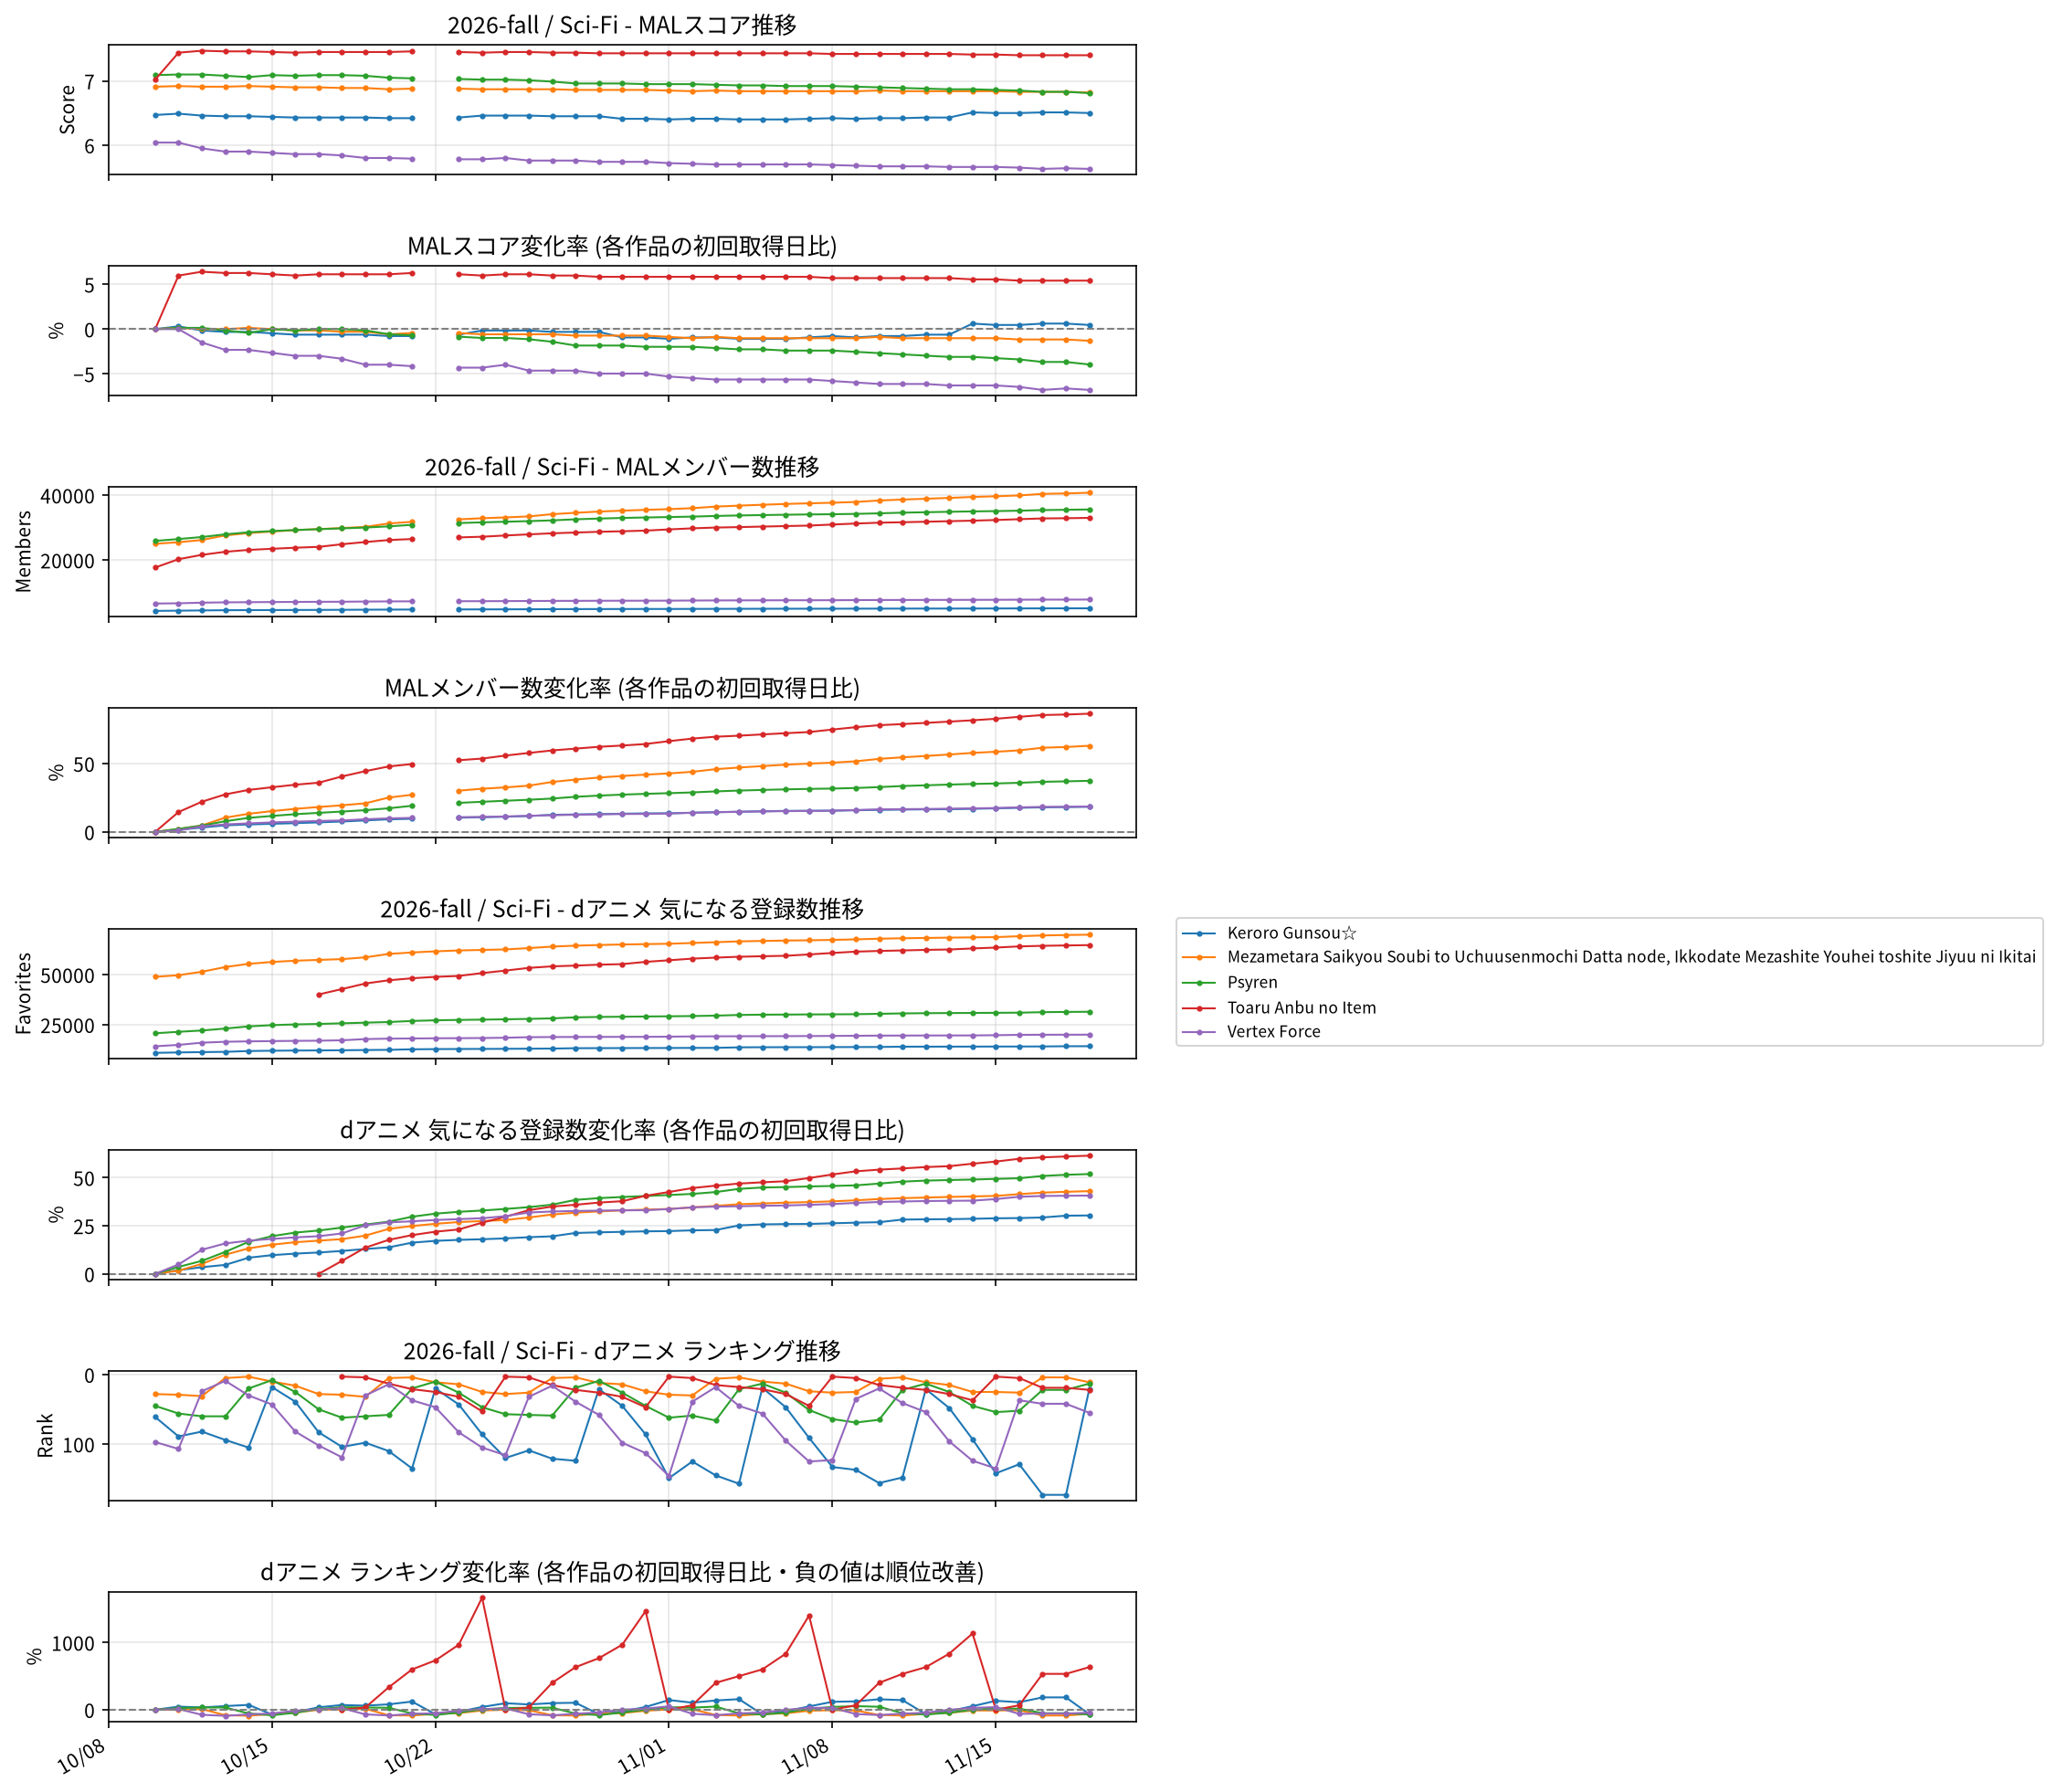 2026-fall / Sci-Fi - MALスコア推移
Score
7
6
MALスコア変化率 (各作品の初回取得日比)
%
5
0
−5
2026-fall / Sci-Fi - MALメンバー数推移
Members
40000
20000
MALメンバー数変化率 (各作品の初回取得日比)
%
50
0
2026-fall / Sci-Fi - dアニメ 気になる登録数推移
Favorites
50000
25000
Keroro Gunsou☆
Mezametara Saikyou Soubi to Uchuusenmochi Datta node, Ikkodate Mezashite Youhei toshite Jiyuu ni Ikitai
Psyren
Toaru Anbu no Item
Vertex Force
dアニメ 気になる登録数変化率 (各作品の初回取得日比)
%
50
25
0
2026-fall / Sci-Fi - dアニメ ランキング推移
Rank
0
100
dアニメ ランキング変化率 (各作品の初回取得日比・負の値は順位改善)
%
1000
0
10/08
10/15
10/22
11/01
11/08
11/15